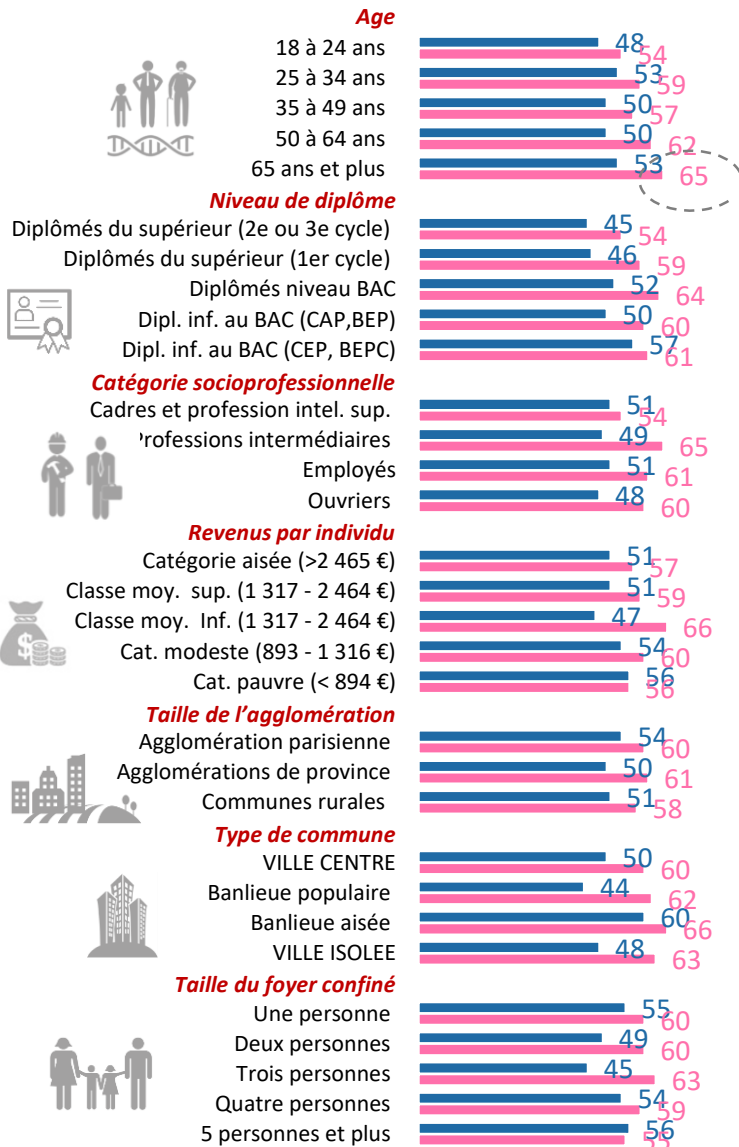 Age
18 à 24 ans 48 54
25 à 34 ans 53 59
35 à 49 ans 50 57
50 à 64 ans 50 62
65 ans et plus 53 65
Niveau de diplôme
Diplômés du supérieur (2e ou 3e cycle) 45 54
Diplômés du supérieur (1er cycle) 46 59
Diplômés niveau BAC 52 64
Dipl. inf. au BAC (CAP,BEP) 50 60
Dipl. inf. au BAC (CEP, BEPC) 57 61
Catégorie socioprofessionnelle
Cadres et profession intel. sup. 51 54
Professions intermédiaires 49 65
Employés 51 61
Ouvriers 48 60
Revenus par individu
Catégorie aisée (>2 465 €) 51 57
Classe moy. sup. (1 317 - 2 464 €) 51 59
Classe moy. Inf. (1 317 - 2 464 €) 47 66
Cat. modeste (893 - 1 316 €) 54 60
Cat. pauvre (< 894 €) 56 56
Taille de l’agglomération
Agglomération parisienne 54 60
Agglomérations de province 50 61
Communes rurales 51 58
Type de commune
VILLE CENTRE 50 60
Banlieue populaire 44 62
Banlieue aisée 60 66
VILLE ISOLEE 48 63
Taille du foyer confiné
Une personne 55 60
Deux personnes 49 60
Trois personnes 45 63
Quatre personnes 54 59
5 personnes et plus 56 55